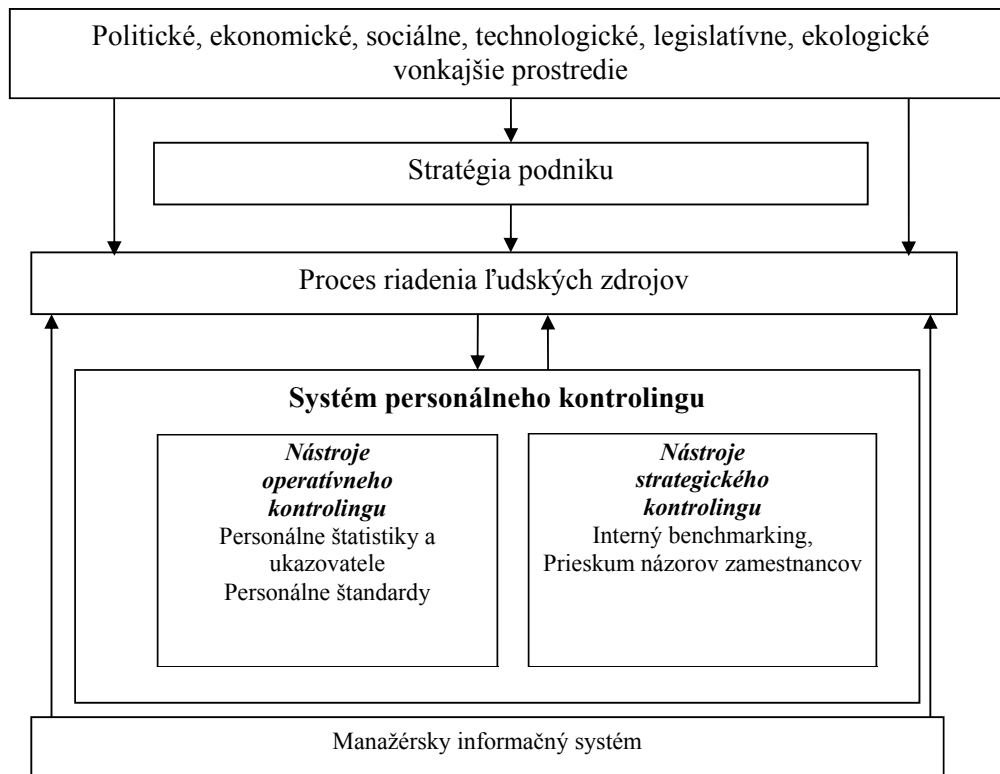 Politické, ekonomické, sociálne, technologické, legislatívne, ekologické
vonkajšie prostredie
Stratégia podniku
Proces riadenia ľudských zdrojov
Systém personálneho kontrolingu
Nástroje
operatívneho
kontrolingu
Personálne štatistiky a
ukazovatele
Personálne štandardy
Nástroje
strategického
kontrolingu
Interný benchmarking,
Prieskum názorov zamestnancov
Manažérsky informačný systém